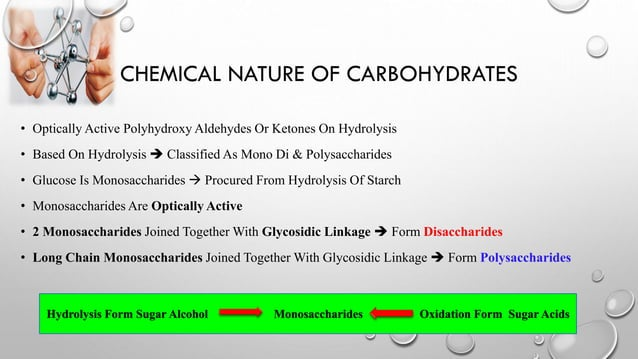 CHEMICAL NATURE OF CARBOHYDRATES
• Optically Active Polyhydroxy Aldehydes Or Ketones On Hydrolysis
• Based On Hydrolysis ➔ Classified As Mono Di & Polysaccharides
• Glucose Is Monosaccharides → Procured From Hydrolysis Of Starch
• Monosaccharides Are Optically Active
• 2 Monosaccharides Joined Together With Glycosidic Linkage ➔ Form Disaccharides
• Long Chain Monosaccharides Joined Together With Glycosidic Linkage ➔ Form Polysaccharides
Hydrolysis Form Sugar Alcohol Monosaccharides Oxidation Form Sugar Acids